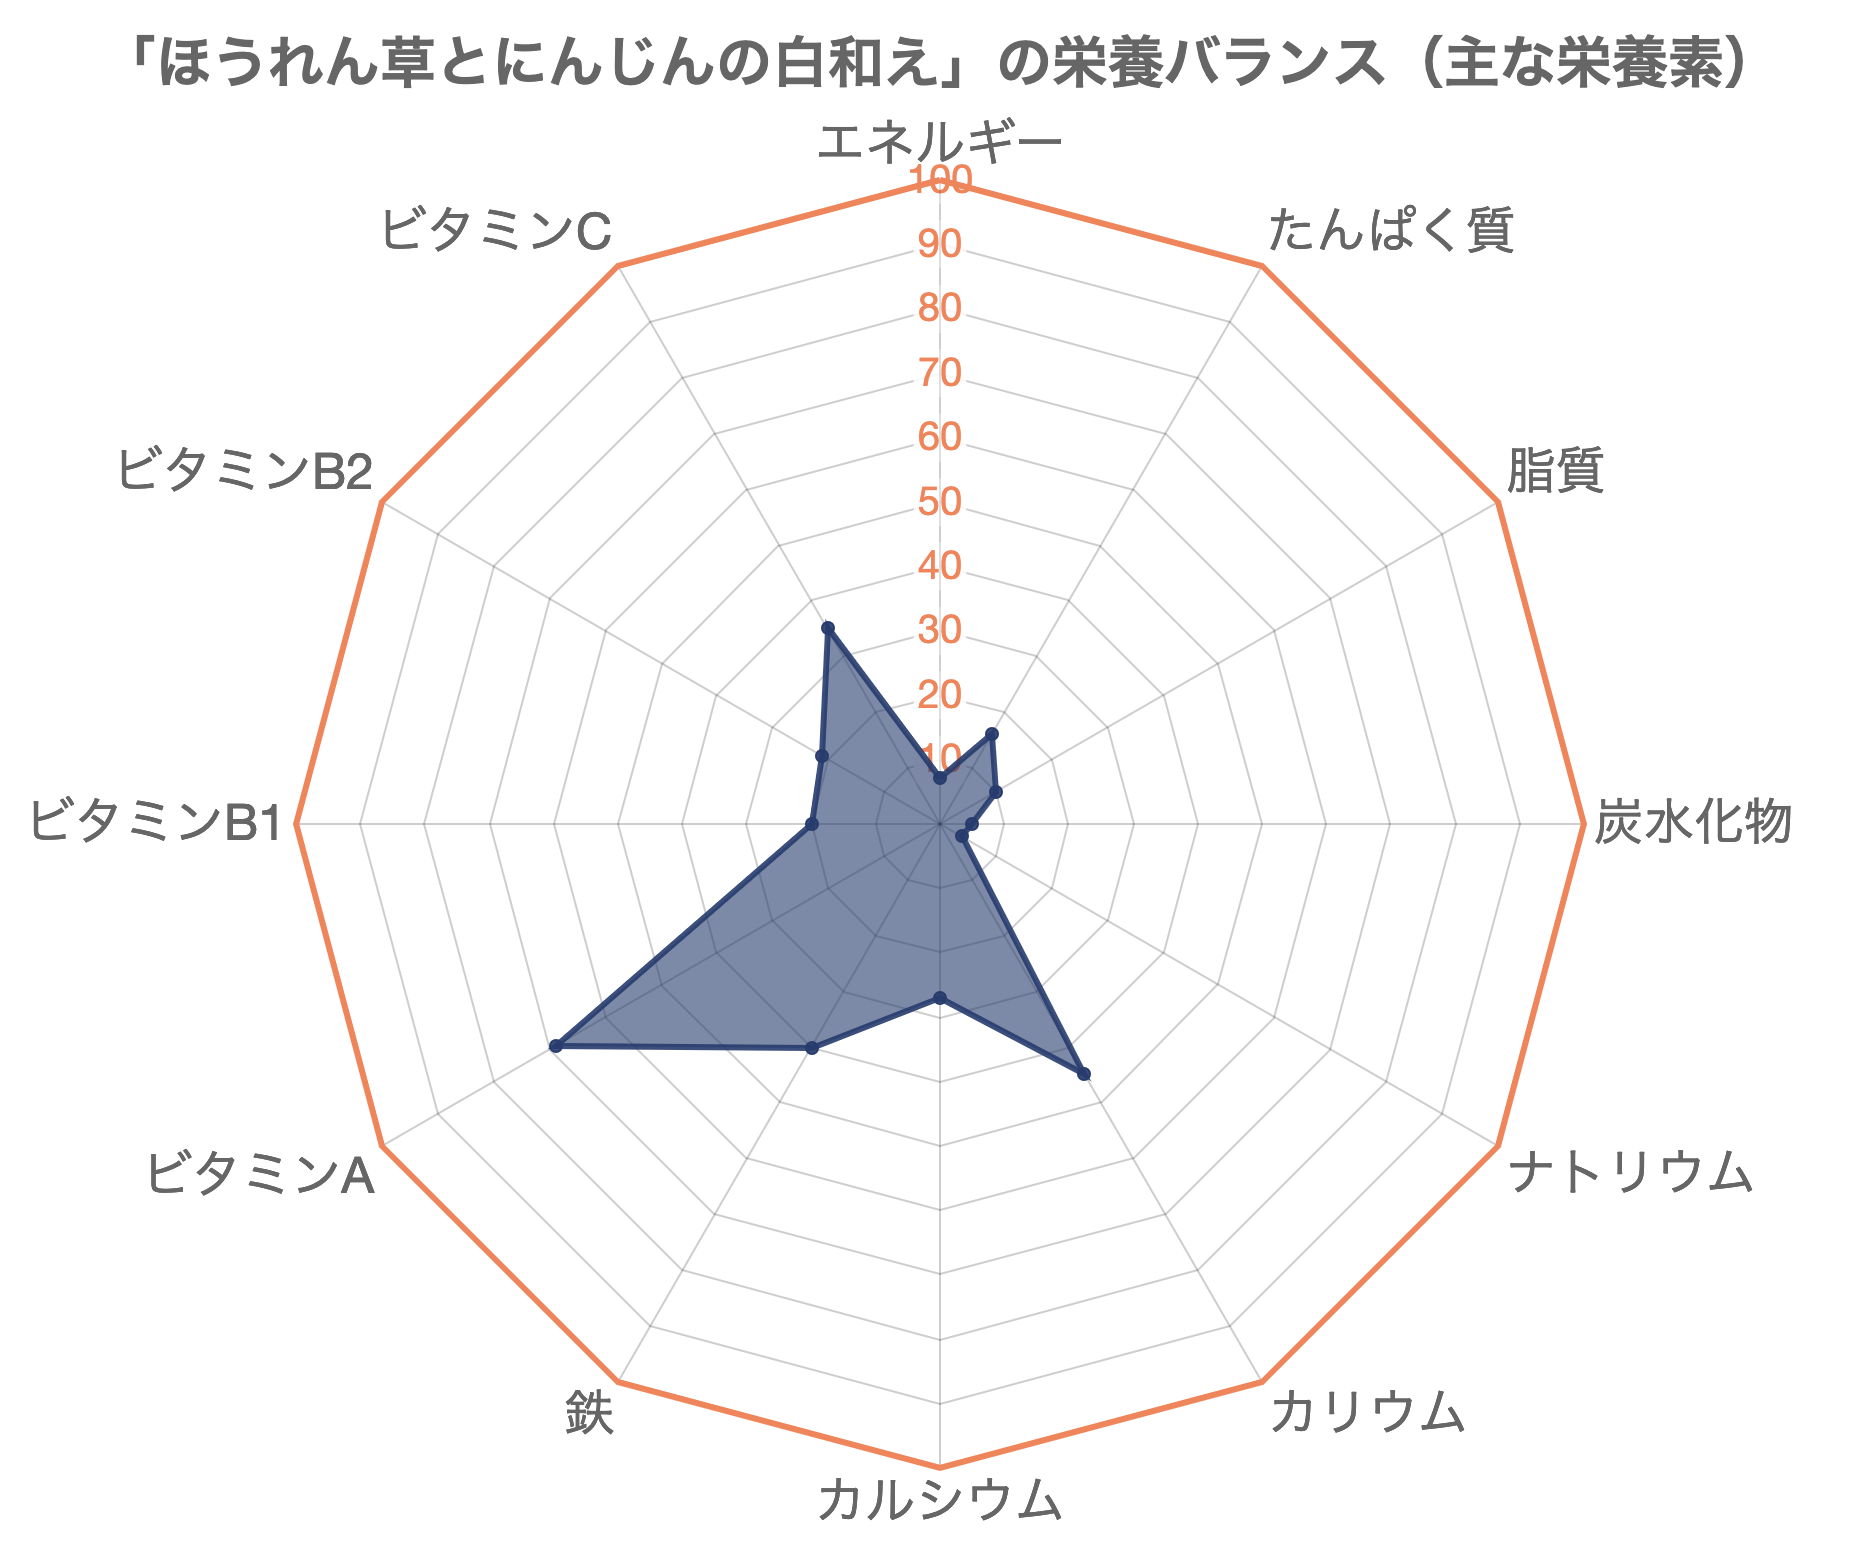 「ほうれん草とにんじんの白和え」の栄養バランス（主な栄養素）
エネルギー
100
ビタミンC
たんぱく質
90
80
70
60
ビタミンB2
脂質
50
40
30
20
10
ビタミンB1
炭水化物
ビタミンA
ナトリウム
鉄
カリウム
カルシウム